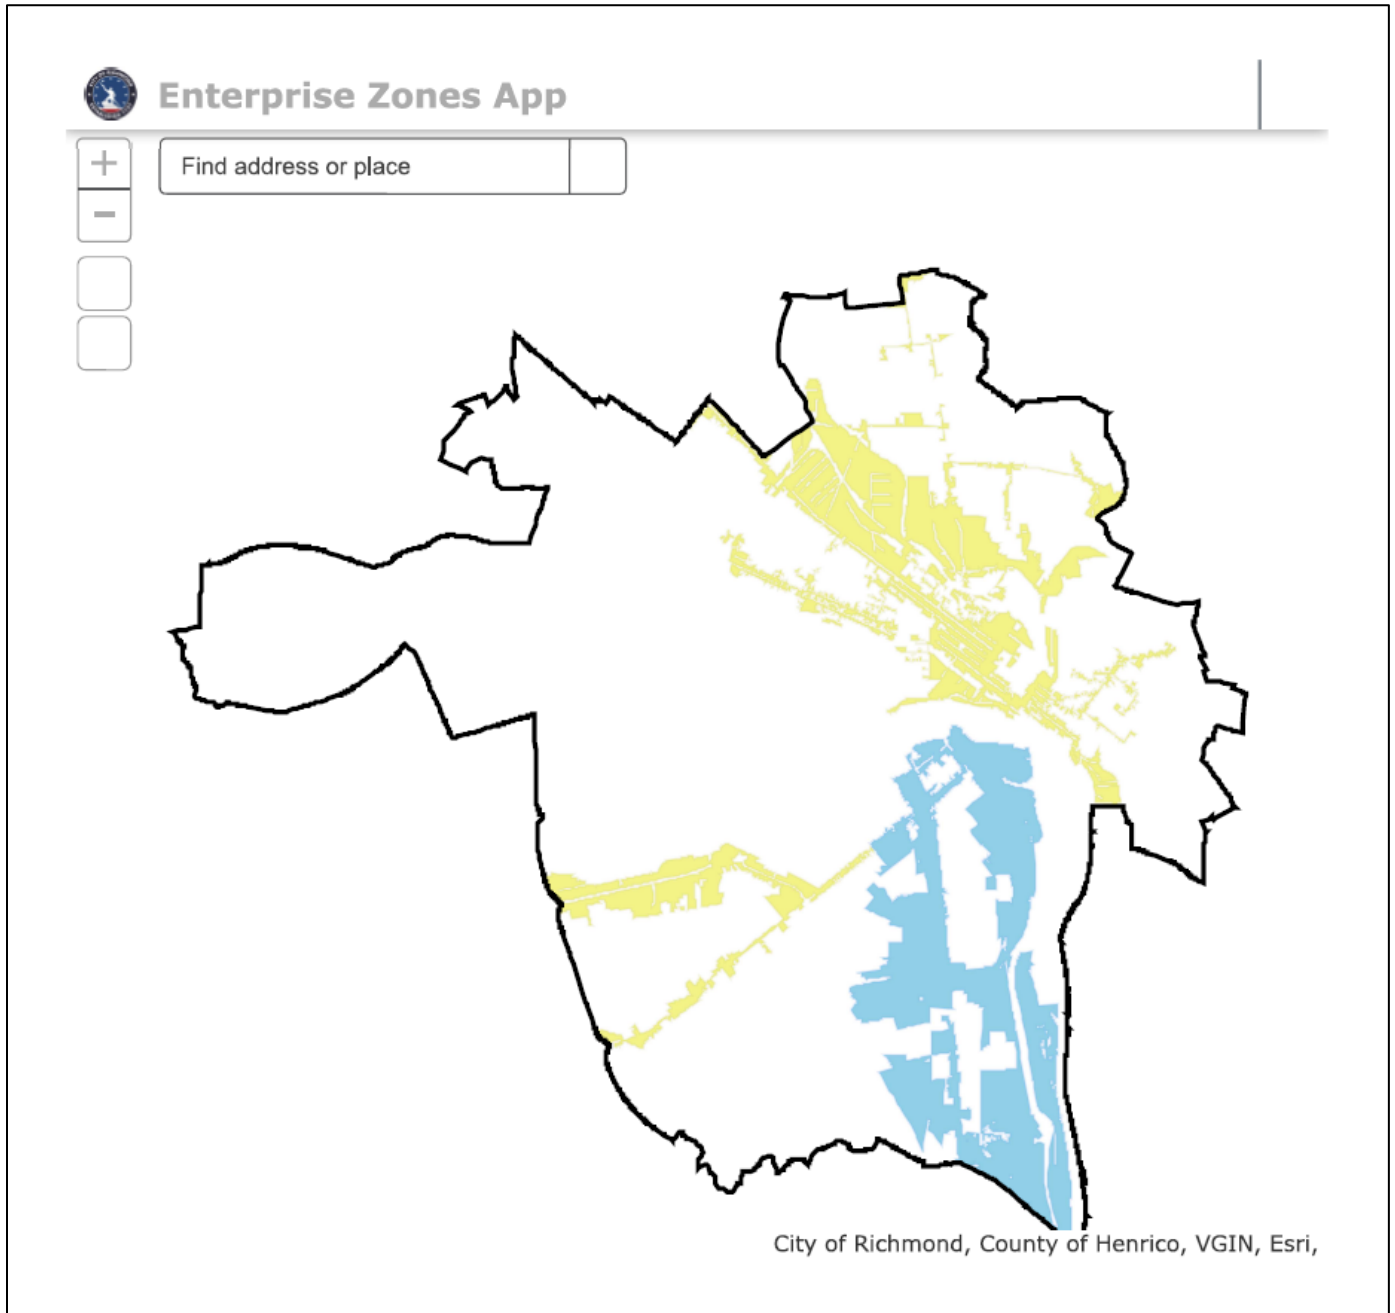 Enterprise Zones App
Find address or place
City of Richmond, County of Henrico, VGIN, Esri,